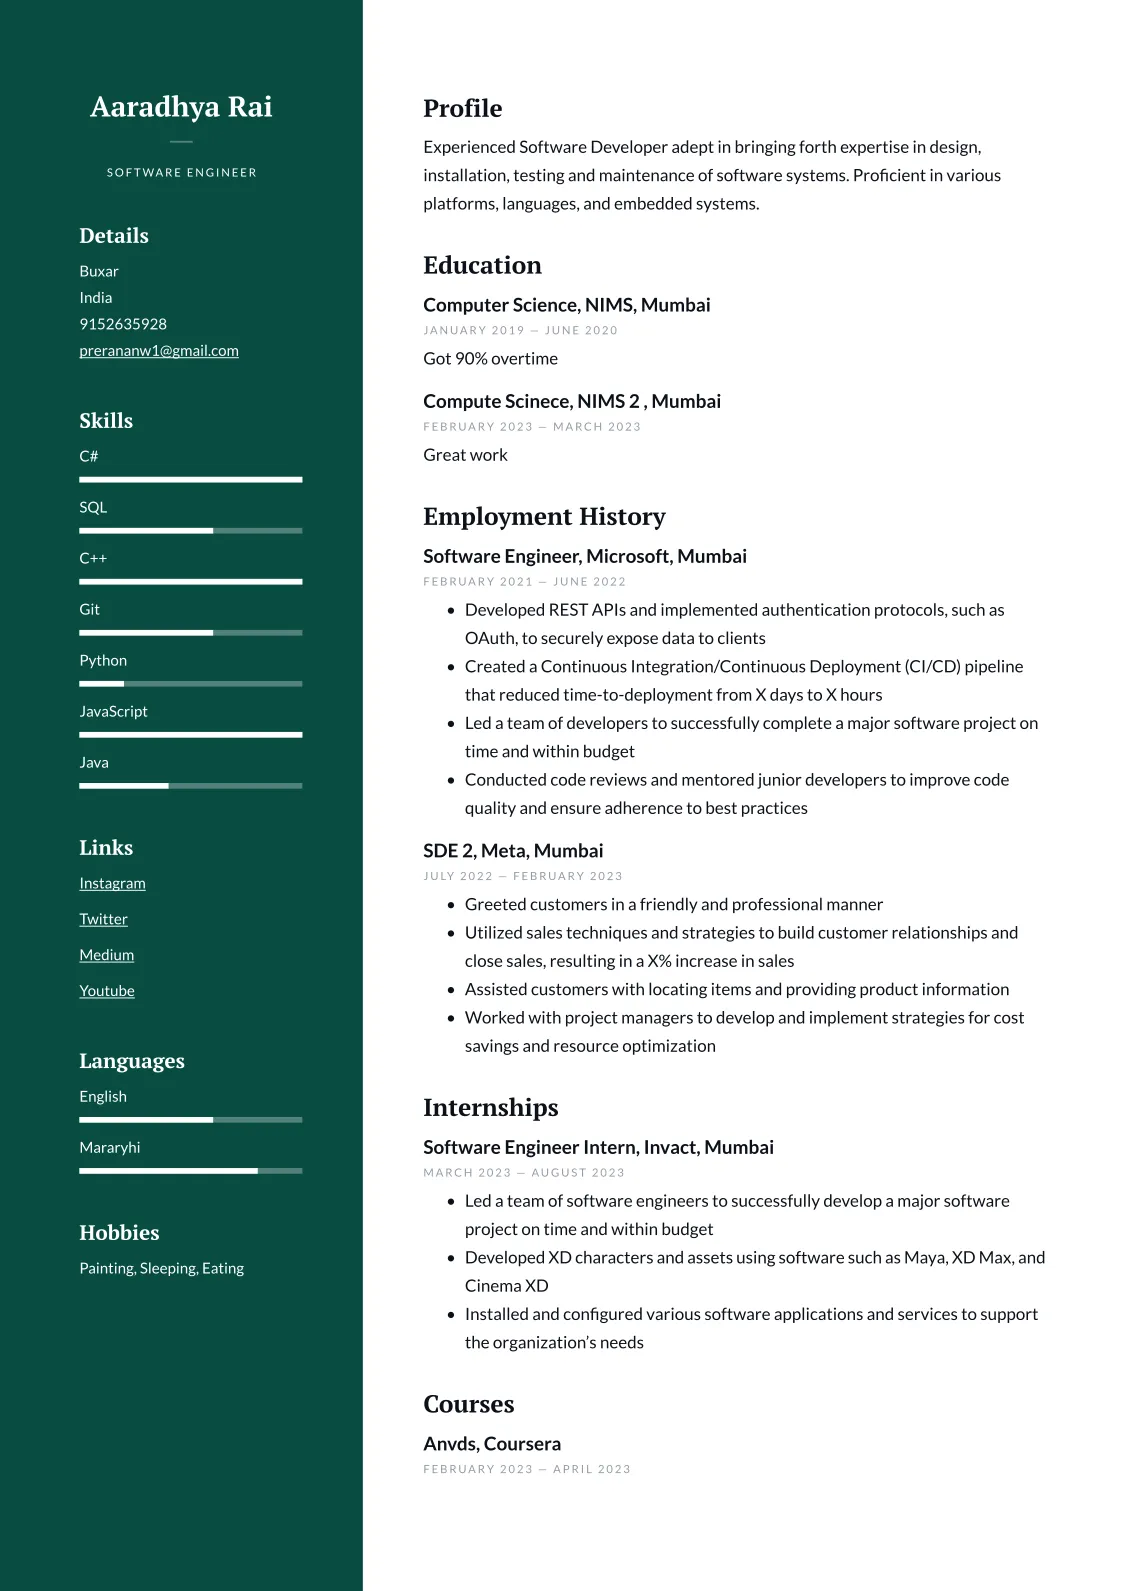 Aaradhya Rai
SOFTWARE ENGINEER
Details
Buxar
India
9152635928
prerananw1@gmail.com
Skills
C#
SQL
C++
Git
Python
JavaScript
Java
Links
Instagram
Twitter
Medium
Youtube
Languages
English
Mararyhi
Hobbies
Painting, Sleeping, Eating
Profile
Experienced Software Developer adept in bringing forth expertise in design,
installation, testing and maintenance of software systems. Proficient in various
platforms, languages, and embedded systems.
Education
Computer Science, NIMS, Mumbai
JANUARY 2019 — JUNE 2020
Got 90% overtime
Compute Scinece, NIMS 2 , Mumbai
FEBRUARY 2023 — MARCH 2023
Great work
Employment History
Software Engineer, Microsoft, Mumbai
FEBRUARY 2021 — JUNE 2022
• Developed REST APIs and implemented authentication protocols, such as
OAuth, to securely expose data to clients
• Created a Continuous Integration/Continuous Deployment (CI/CD) pipeline
that reduced time-to-deployment from X days to X hours
• Led a team of developers to successfully complete a major software project on
time and within budget
• Conducted code reviews and mentored junior developers to improve code
quality and ensure adherence to best practices
SDE 2, Meta, Mumbai
JULY 2022 — FEBRUARY 2023
• Greeted customers in a friendly and professional manner
• Utilized sales techniques and strategies to build customer relationships and
close sales, resulting in a X% increase in sales
• Assisted customers with locating items and providing product information
• Worked with project managers to develop and implement strategies for cost
savings and resource optimization
Internships
Software Engineer Intern, Invact, Mumbai
MARCH 2023 — AUGUST 2023
• Led a team of software engineers to successfully develop a major software
project on time and within budget
• Developed XD characters and assets using software such as Maya, XD Max, and
Cinema XD
• Installed and configured various software applications and services to support
the organization’s needs
Courses
Anvds, Coursera
FEBRUARY 2023 — APRIL 2023